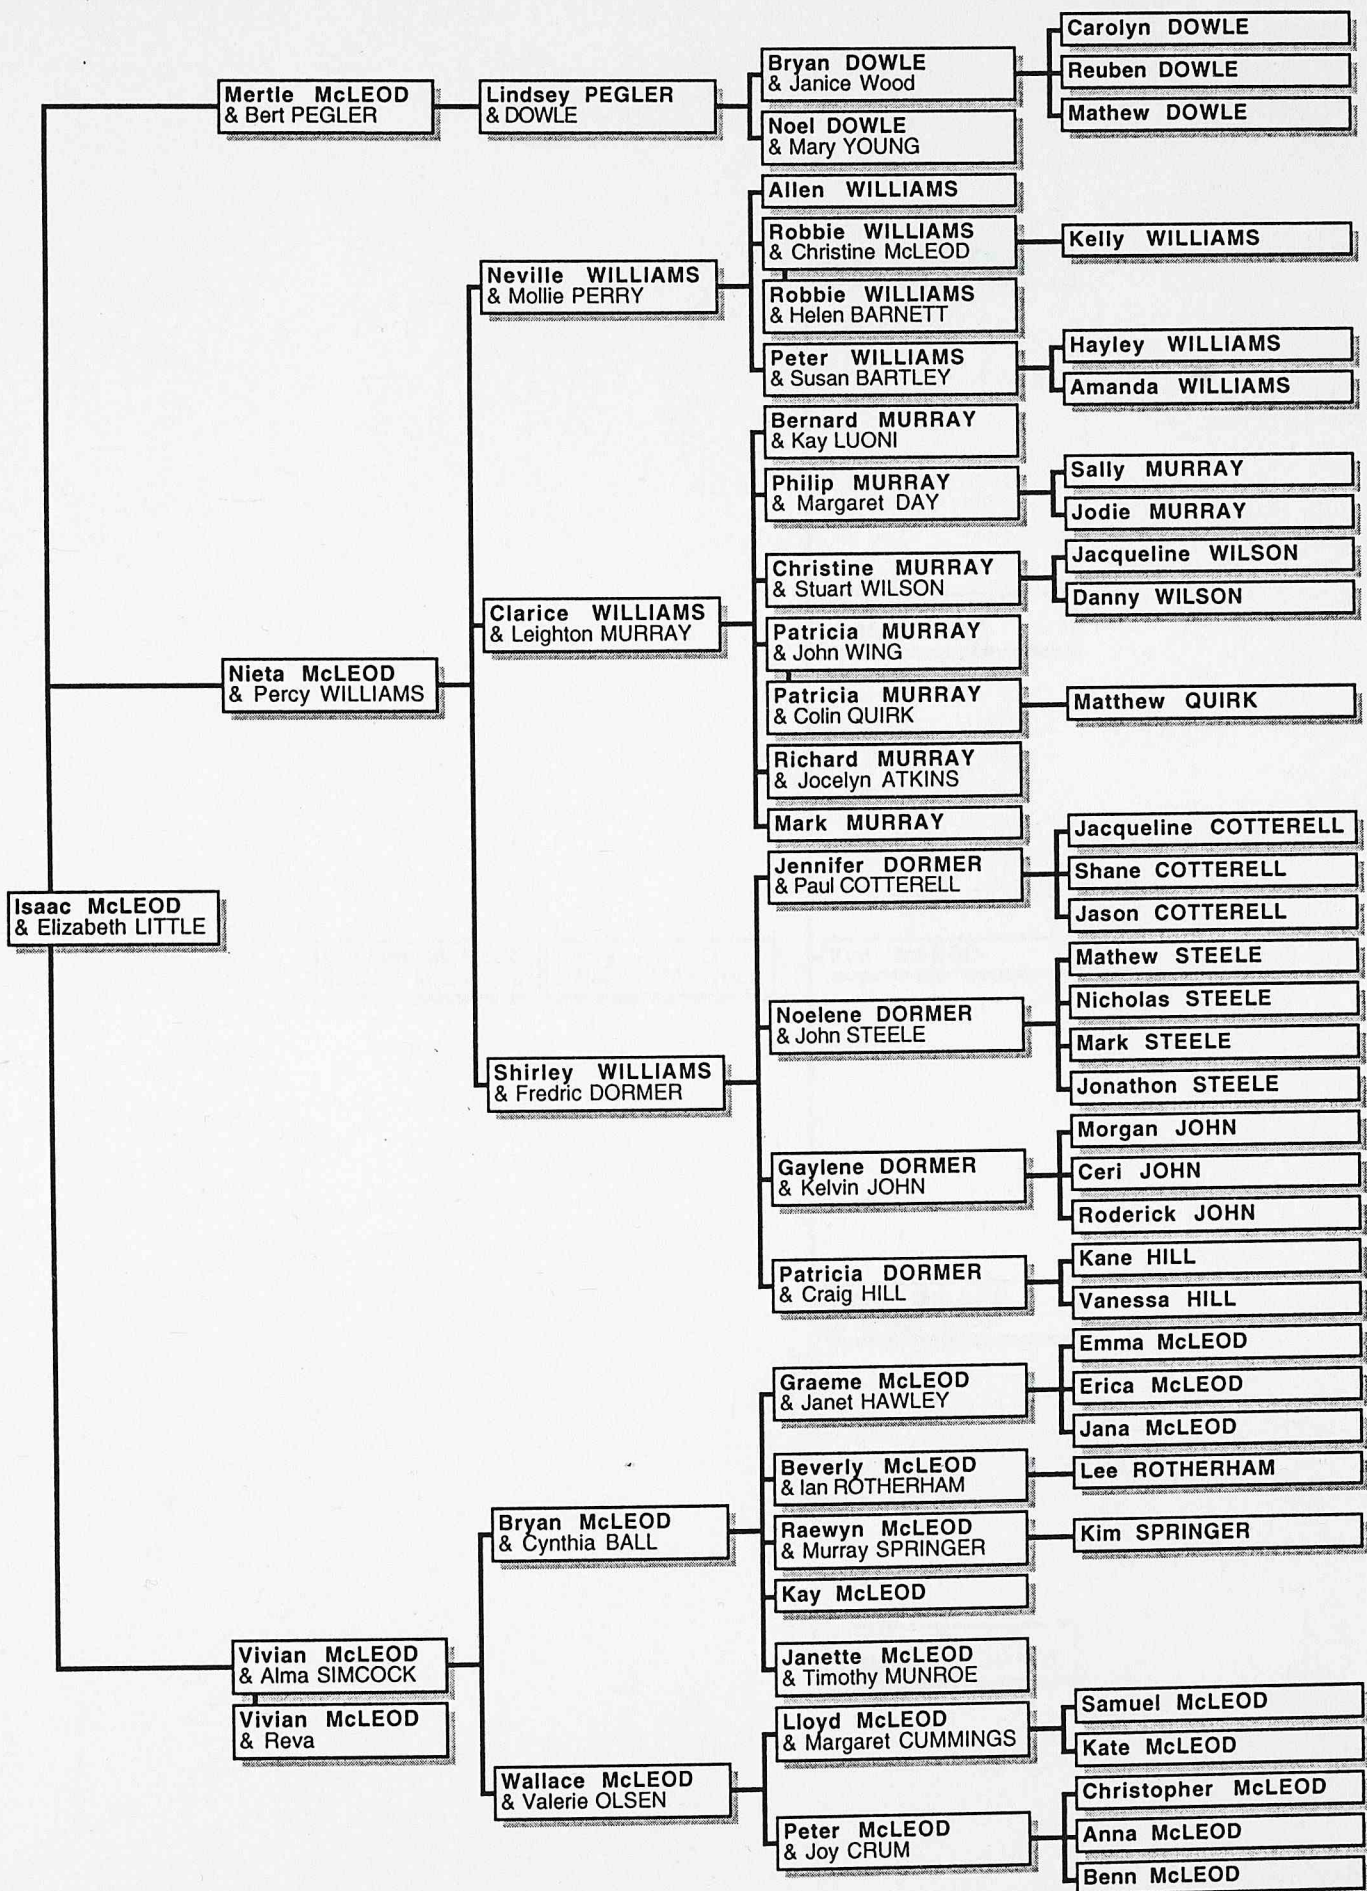 Isaac McLEOD
& Elizabeth LITTLE
Mertle McLEOD
& Bert PEGLER
Lindsey PEGLER
& DOWLE
Bryan DOWLE
& Janice Wood
Carolyn DOWLE
Reuben DOWLE
Mathew DOWLE
Noel DOWLE
& Mary YOUNG
Nieta McLEOD
& Percy WILLIAMS
Neville WILLIAMS
& Mollie PERRY
Allen WILLIAMS
Robbie WILLIAMS
& Christine McLEOD
Kelly WILLIAMS
Robbie WILLIAMS
& Helen BARNETT
Peter WILLIAMS
& Susan BARTLEY
Hayley WILLIAMS
Amanda WILLIAMS
Clarice WILLIAMS
& Leighton MURRAY
Bernard MURRAY
& Kay LUONI
Philip MURRAY
& Margaret DAY
Sally MURRAY
Jodie MURRAY
Christine MURRAY
& Stuart WILSON
Jacqueline WILSON
Danny WILSON
Patricia MURRAY
& John WING
Patricia MURRAY
& Colin QUIRK
Matthew QUIRK
Richard MURRAY
& Jocelyn ATKINS
Mark MURRAY
Shirley WILLIAMS
& Fredric DORMER
Jennifer DORMER
& Paul COTTERELL
Jacqueline COTTERELL
Shane COTTERELL
Jason COTTERELL
Noelene DORMER
& John STEELE
Mathew STEELE
Nicholas STEELE
Mark STEELE
Jonathon STEELE
Gaylene DORMER
& Kelvin JOHN
Morgan JOHN
Ceri JOHN
Roderick JOHN
Patricia DORMER
& Craig HILL
Kane HILL
Vanessa HILL
Vivian McLEOD
& Alma SIMCOCK
Vivian McLEOD
& Reva
Bryan McLEOD
& Cynthia BALL
Graeme McLEOD
& Janet HAWLEY
Emma McLEOD
Erica McLEOD
Jana McLEOD
Beverly McLEOD
& Ian ROTHERHAM
Lee ROTHERHAM
Raewyn McLEOD
& Murray SPRINGER
Kim SPRINGER
Kay McLEOD
Janette McLEOD
& Timothy MUNROE
Wallace McLEOD
& Valerie OLSEN
Lloyd McLEOD
& Margaret CUMMINGS
Samuel McLEOD
Kate McLEOD
Peter McLEOD
& Joy CRUM
Christopher McLEOD
Anna McLEOD
Benn McLEOD